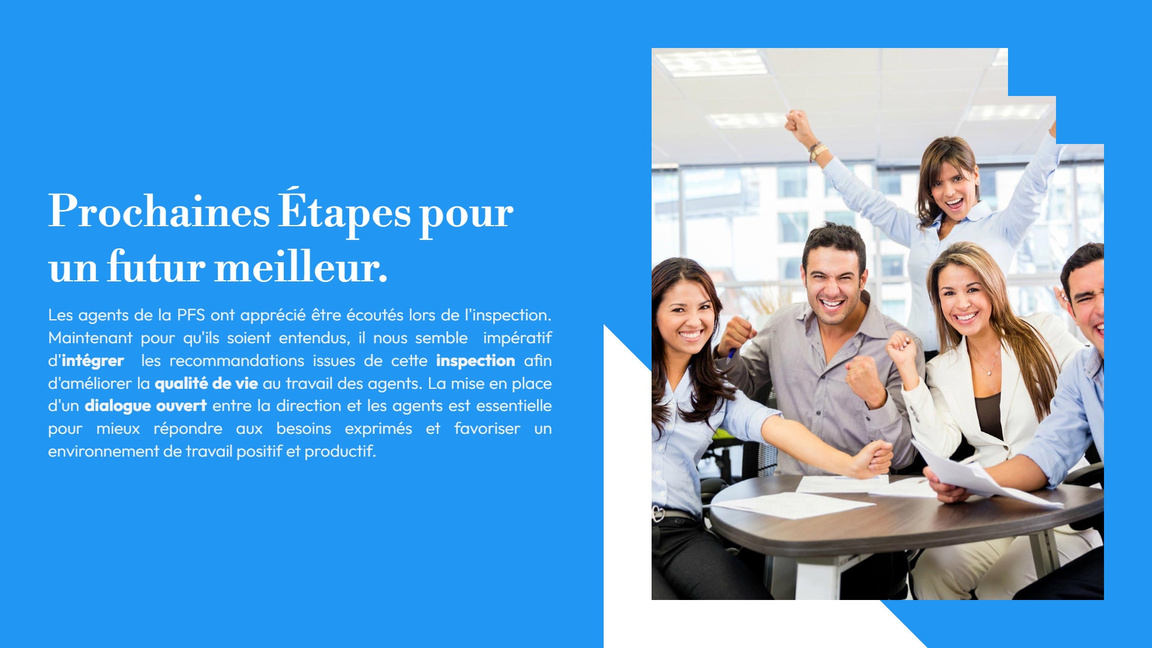 Prochaines Étapes pour
un futur meilleur.
Les agents de la PFS ont apprécié être écoutés lors de l'inspection.
Maintenant pour qu'ils soient entendus, il nous semble impératif
d'intégrer les recommandations issues de cette inspection afin
d'améliorer la qualité de vie au travail des agents. La mise en place
d'un dialogue ouvert entre la direction et les agents est essentielle
pour mieux répondre aux besoins exprimés et favoriser un
environnement de travail positif et productif.